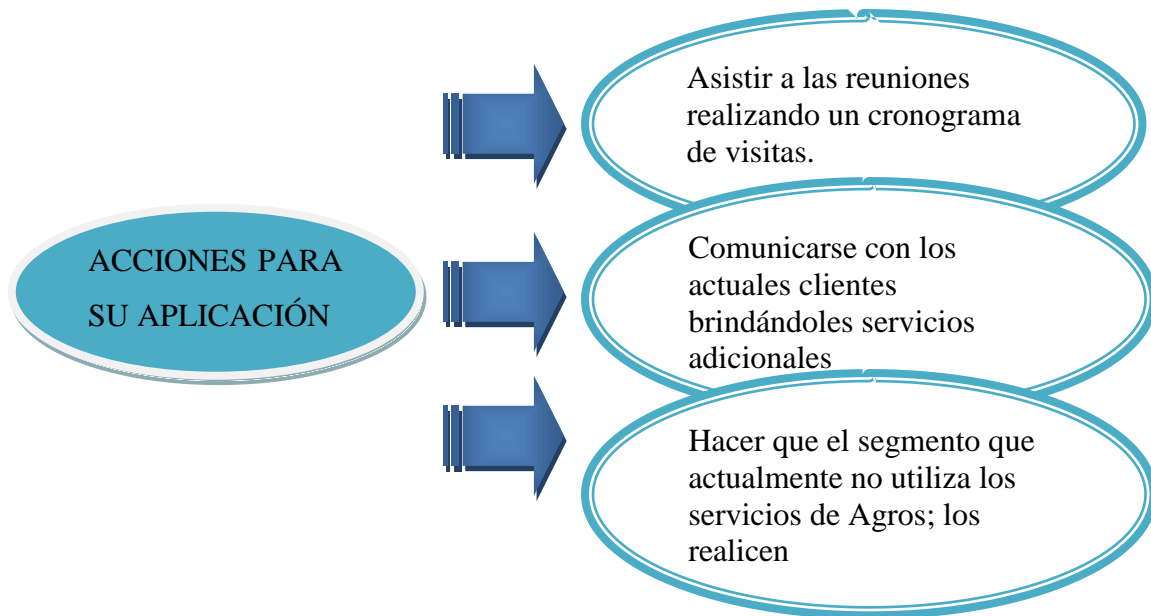 ACCIONES PARA
SU APLICACIÓN
Asistir a las reuniones
realizando un cronograma
de visitas.
Comunicarse con los
actuales clientes
brindándoles servicios
adicionales
Hacer que el segmento que
actualmente no utiliza los
servicios de Agros; los
realicen